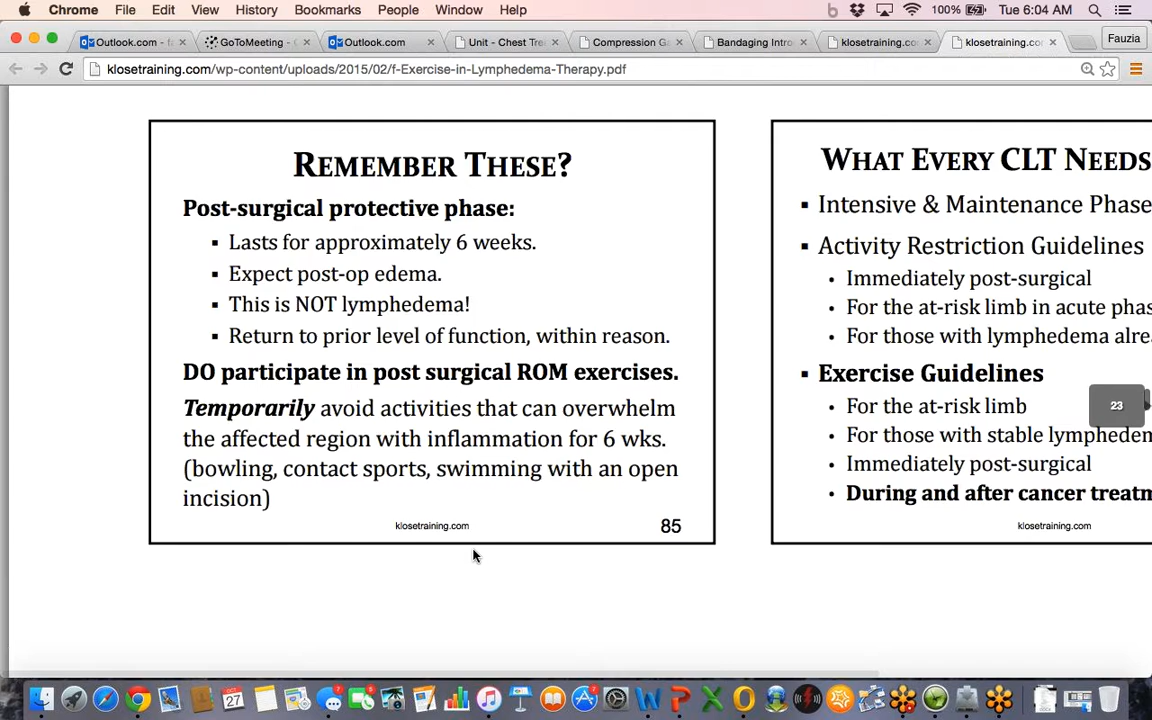 Chrome File Edit View History Bookmarks People Window Help 100% Tue 6:04 AM
Outlook.com - fa GoToMeeting - C Outlook.com Unit - Chest Tre Compression Ga Bandaging Intro klosetraining.co klosetraining.co Fauzia
klosetraining.com/wp-content/uploads/2015/02/f-Exercise-in-Lymphedema-Therapy.pdf
REMEMBER THESE?
Post-surgical protective phase:
▪ Lasts for approximately 6 weeks.
▪ Expect post-op edema.
▪ This is NOT lymphedema!
▪ Return to prior level of function, within reason.
DO participate in post surgical ROM exercises.
Temporarily avoid activities that can overwhelm
the affected region with inflammation for 6 wks.
(bowling, contact sports, swimming with an open
incision)
klosetraining.com 85
WHAT EVERY CLT NEEDS
▪ Intensive & Maintenance Phase
▪ Activity Restriction Guidelines
• Immediately post-surgical
• For the at-risk limb in acute phas
• For those with lymphedema alre
▪ Exercise Guidelines
• For the at-risk limb
• For those with stable lymphedem
• Immediately post-surgical
• During and after cancer treatm
klosetraining.com
23
OCT
27